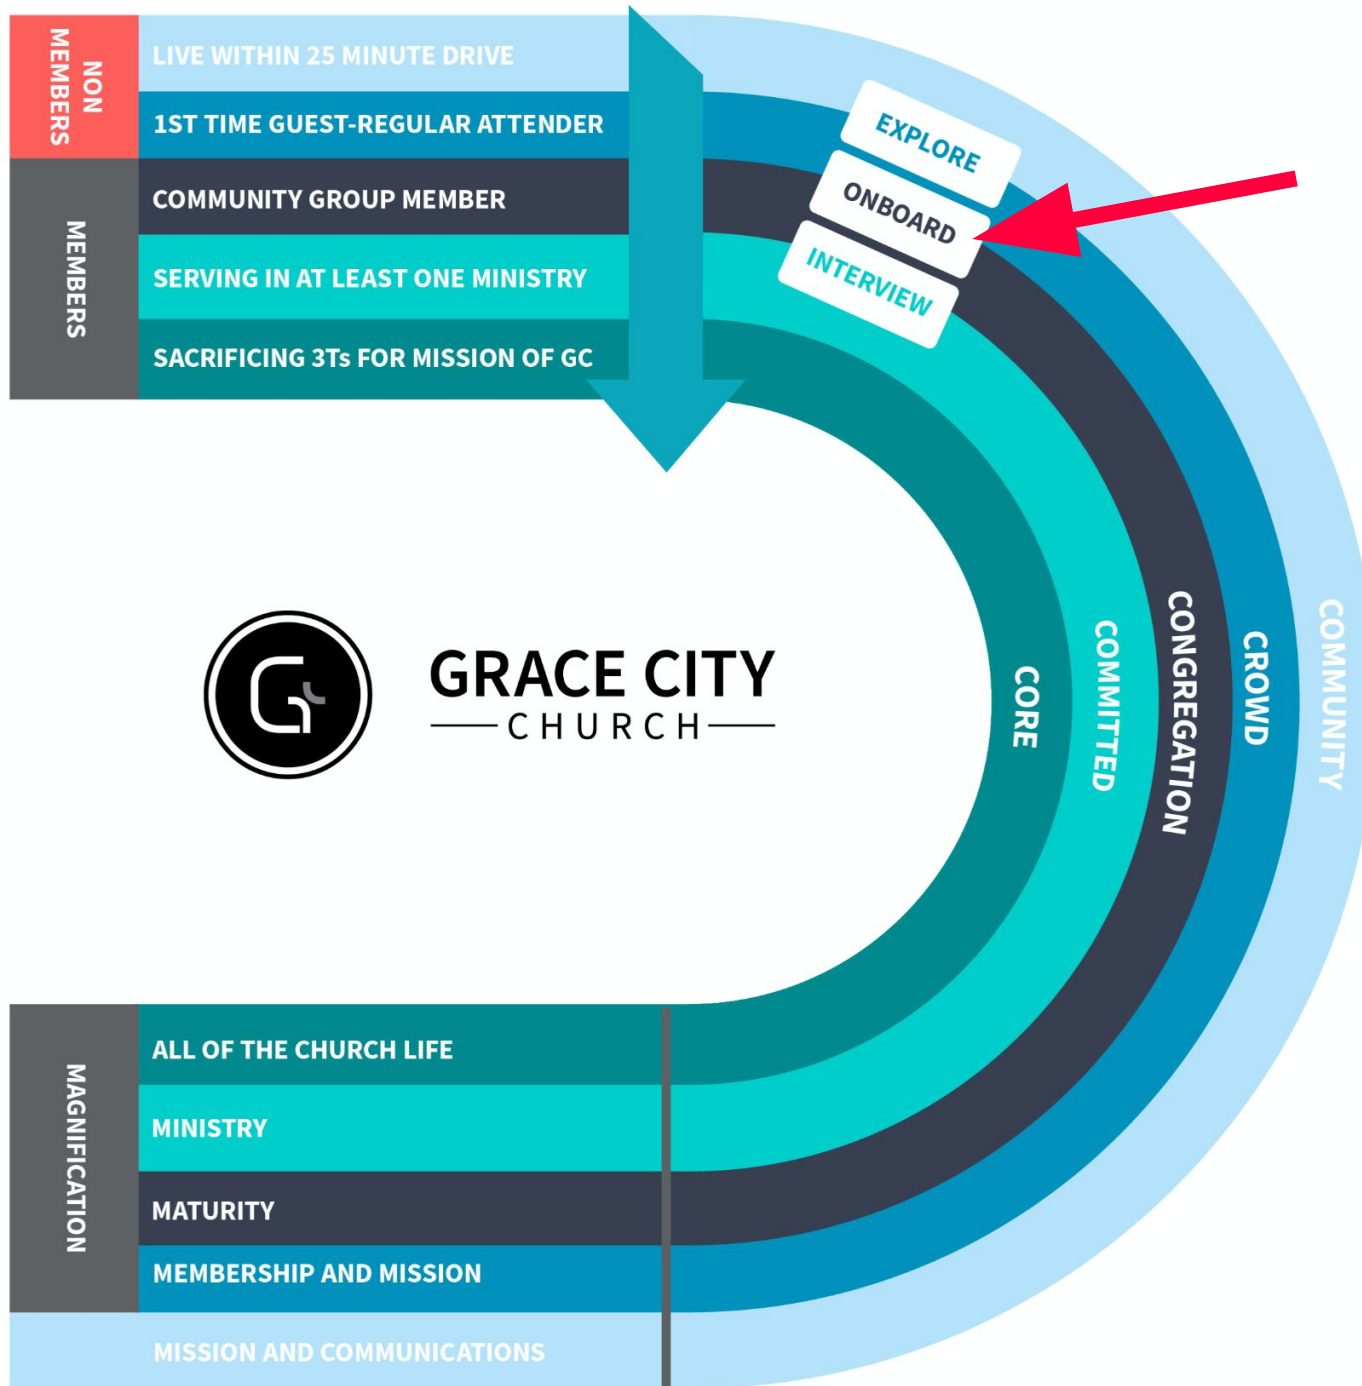 NON
MEMBERS
LIVE WITHIN 25 MINUTE DRIVE
1ST TIME GUEST-REGULAR ATTENDER
MEMBERS
COMMUNITY GROUP MEMBER
SERVING IN AT LEAST ONE MINISTRY
SACRIFICING 3Ts FOR MISSION OF GC
EXPLORE
ONBOARD
INTERVIEW
GRACE CITY
CHURCH
CORE
COMMITTED
CONGREGATION
CROWD
COMMUNITY
MAGNIFICATION
ALL OF THE CHURCH LIFE
MINISTRY
MATURITY
MEMBERSHIP AND MISSION
MISSION AND COMMUNICATIONS